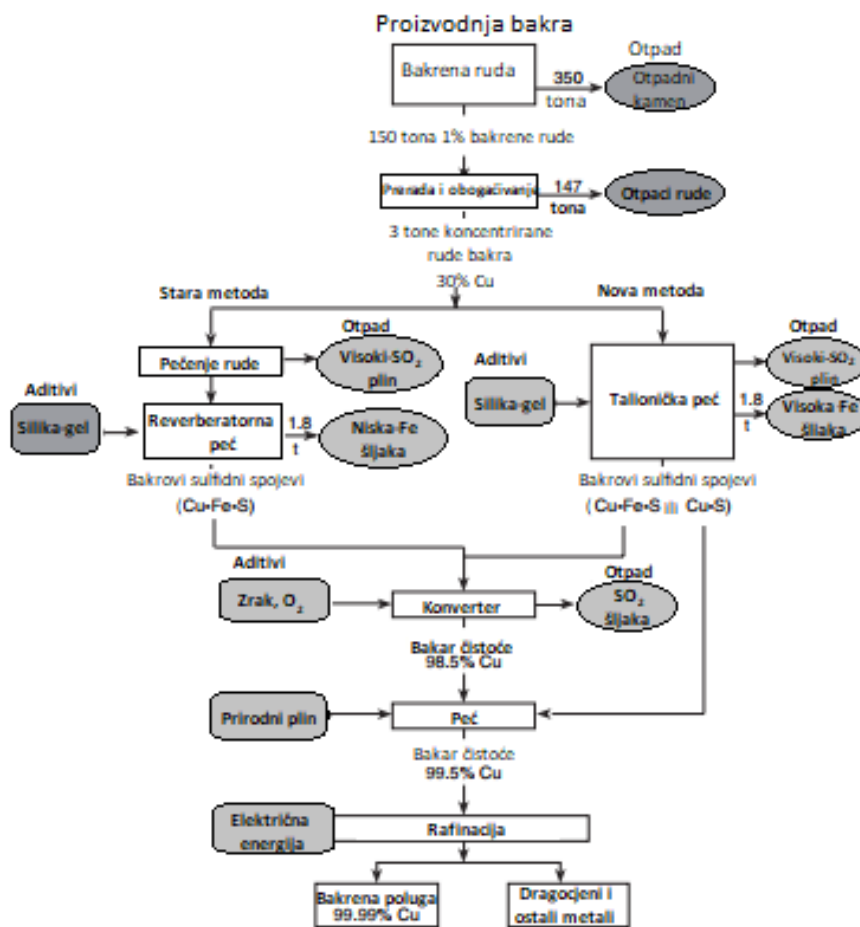 Proizvodnja bakra
Otpad
Bakrena ruda
350
tona
Otpadni
kamen
150 tona 1% bakrene rude
Prerada i obogaćivanje
147
tona
Otpaci rude
3 tone koncentrirane
rude bakra
30% Cu
Stara metoda
Nova metoda
Otpad
Pečenje rude
Visoki-SO₂
plin
Aditivi
Sillika-gel
Reverberatorna
peć
1.8
t
Niska-Fe
šljaka
Bakrovi sulfidni spojevi
(Cu•Fe•S)
Otpad
Aditivi
Silika-gel
Talionička peć
Visoki-SO₂
plin
1.8
t
Visoka-Fe
šljaka
Bakrovi sulfidni spojevi
( Cu•Fe•S ili Cu•S)
Aditivi
Otpad
Zrak, O₂
Konverter
SO₂
šljaka
Bakar čistoće
98.5% Cu
Prirodni plin
Peć
Bakar čistoće
99.5% Cu
Električna
energija
Rafinacija
Bakrena poluga
99.99% Cu
Dragocjeni i
ostali metali